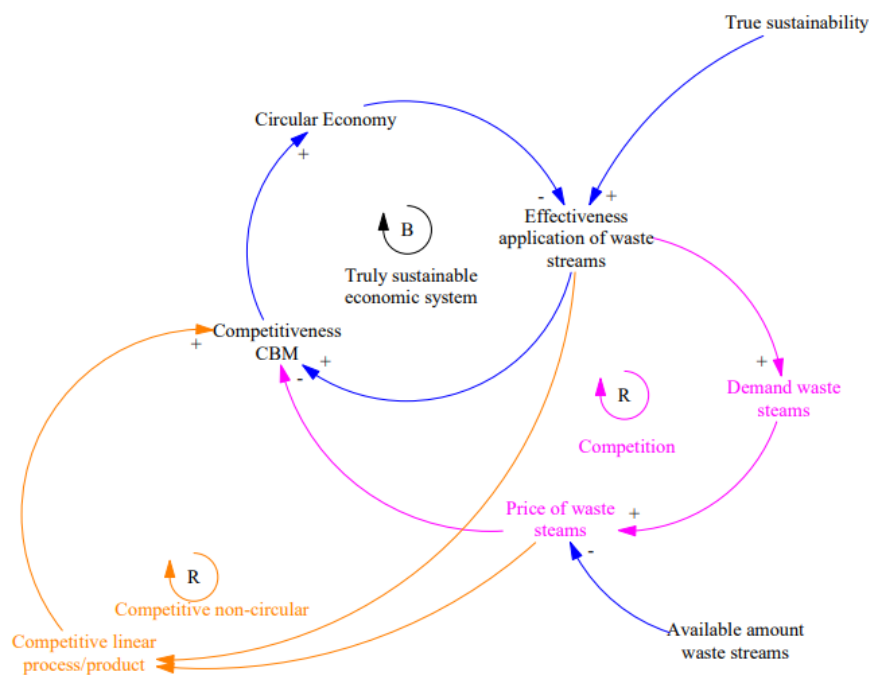 True sustainability
Circular Economy
+
-
+
Effectiveness
application of waste
streams
B
Truly sustainable
economic system
Competitiveness
CBM
+
+
-
+
Demand waste
steams
R
Competition
Price of waste
steams
+
-
R
Competitive non-circular
Available amount
waste streams
Competitive linear
process/product